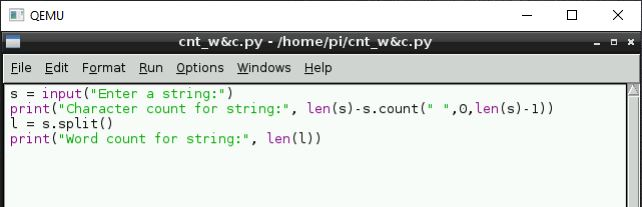 QEMU
cnt_w&c.py - /home/pi/cnt_w&c.py
File Edit Format Run Options Windows Help
s = input("Enter a string:")
print("Character count for string:", len(s)-s.count(" ",0,len(s)-1))
l = s.split()
print("Word count for string:", len(l))